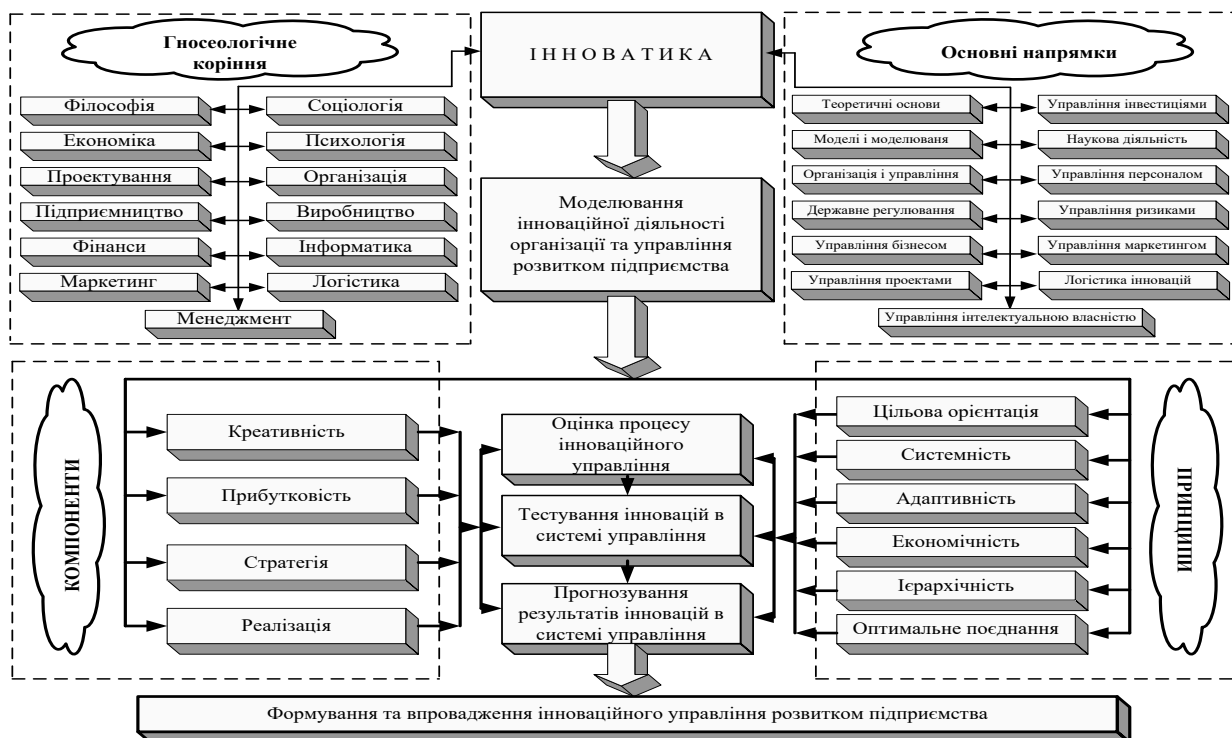 Гносеологічне
коріння
Філософія
Соціологія
Економіка
Психологія
Проектування
Організація
Підприємництво
Виробництво
Фінанси
Інформатика
Маркетинг
Логістика
Менеджмент
І Н Н О В А Т И К А
Моделювання
інноваційної діяльності
організації та управління
розвитком підприємства
Основні напрямки
Теоретичні основи
Управління інвестиціями
Моделі і моделюваня
Наукова діяльність
Організація і управління
Управління персоналом
Державне регулювання
Управління ризиками
Управління бізнесом
Управління маркетингом
Управління проектами
Логістика інновацій
Управління інтелектуальною власністю
КОМПОНЕНТИ
Креативність
Прибутковість
Стратегія
Реалізація
Оцінка процесу
інноваційного
управління
Тестування інновацій в
системі управління
Прогнозування
результатів інновацій в
системі управління
Цільова орієнтація
Системність
Адаптивність
Економічність
Ієрархічність
Оптимальне поєднання
ПРИНЦИПИ
Формування та впровадження інноваційного управління розвитком підприємства